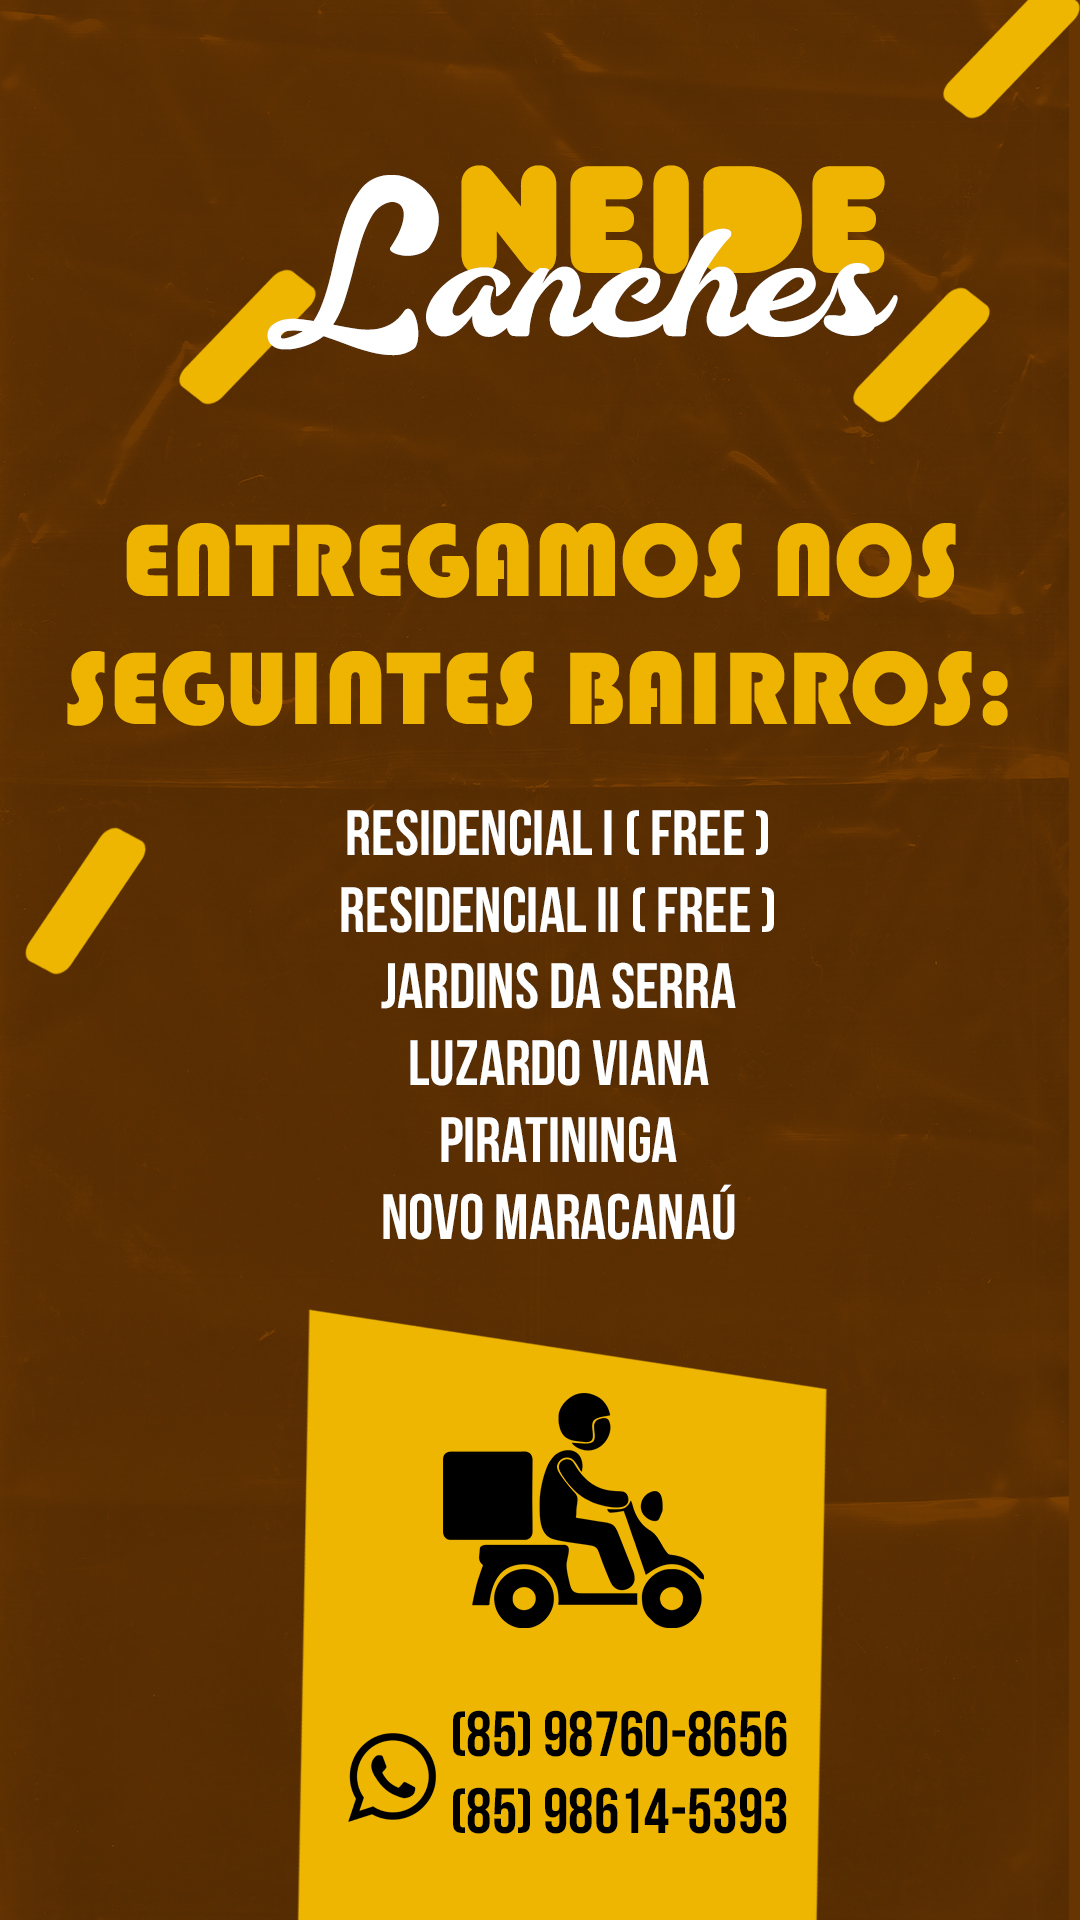 NEIDE
Lanches
ENTREGAMOS NOS
SEGUINTES BAIRROS:
RESIDENCIAL I ( FREE )
RESIDENCIAL II ( FREE )
JARDINS DA SERRA
LUZARDO VIANA
PIRATININGA
NOVO MARACANAÚ
(85) 98760-8656
(85) 98614-5393